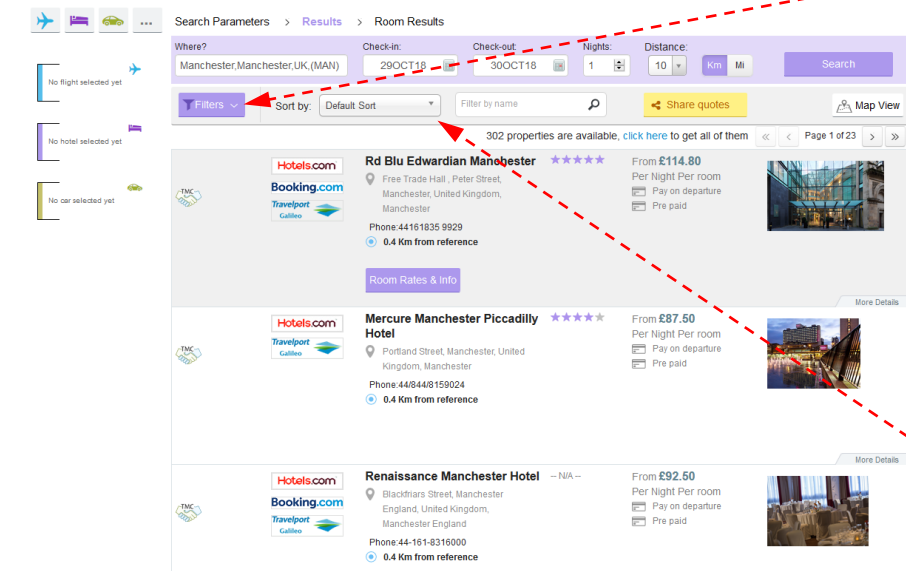 ... Search Parameters > Results > Room Results
Where? Check-in: Check-out: Nights: Distance:
Manchester,Manchester,UK,(MAN) 29OCT18 30OCT18 1 10 Km Mi Search
No flight selected yet
Filters Sort by: Default Sort Filter by name Share quotes Map View
302 properties are available, click here to get all of them << < Page 1 of 23 > >>
No hotel selected yet
No car selected yet
TMC
Hotels.com
Booking.com
Travelport
Galileo
Rd Blu Edwardian Manchester
Free Trade Hall , Peter Street,
Manchester, United Kingdom,
Manchester
Phone:44161835 9929
0.4 Km from reference
Room Rates & Info
From £114.80
Per Night Per room
Pay on departure
Pre paid
More Details
TMC
Hotels.com
Travelport
Galileo
Mercure Manchester Piccadilly
Hotel
Portland Street, Manchester, United
Kingdom, Manchester
Phone:44/844/8159024
0.4 Km from reference
From £87.50
Per Night Per room
Pay on departure
Pre paid
More Details
TMC
Hotels.com
Booking.com
Travelport
Galileo
Renaissance Manchester Hotel -- N/A --
Blackfriars Street, Manchester
England, United Kingdom,
Manchester England
Phone:44-161-8316000
0.4 Km from reference
From £92.50
Per Night Per room
Pay on departure
Pre paid